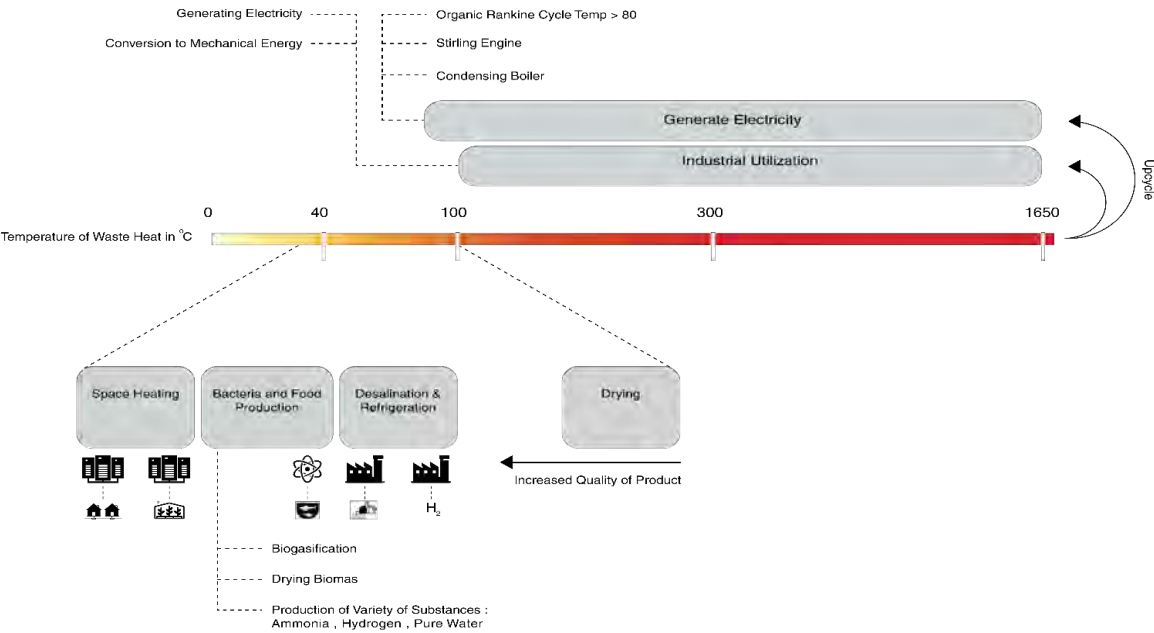 Generating Electricity
Organic Rankine Cycle Temp > 80
Conversion to Mechanical Energy
Stirling Engine
Condensing Boiler
Generate Electricity
Industrial Utilization
Upcycle
0
40
100
300
1650
Temperature of Waste Heat in °C
Space Heating
Bacteris and Food
Production
Desalination &
Refrigeration
Drying
Increased Quality of Product
H2
Biogasification
Drying Biomas
Production of Variety of Substances :
Ammonia , Hydrogen , Pure Water